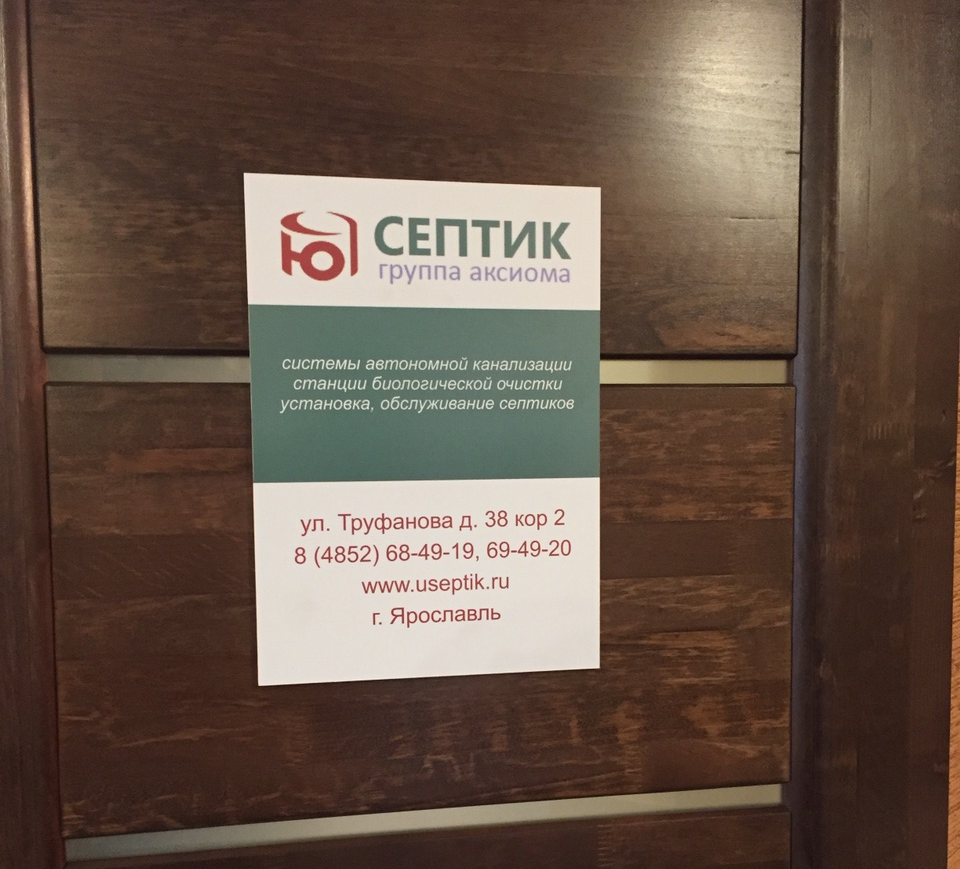 Ю СЕПТИК
группа аксиома
системы автономной канализации
станции биологической очистки
установка, обслуживание септиков
ул. Труфанова д. 38 кор 2
8 (4852) 68-49-19, 69-49-20
www.useptik.ru
г. Ярославль